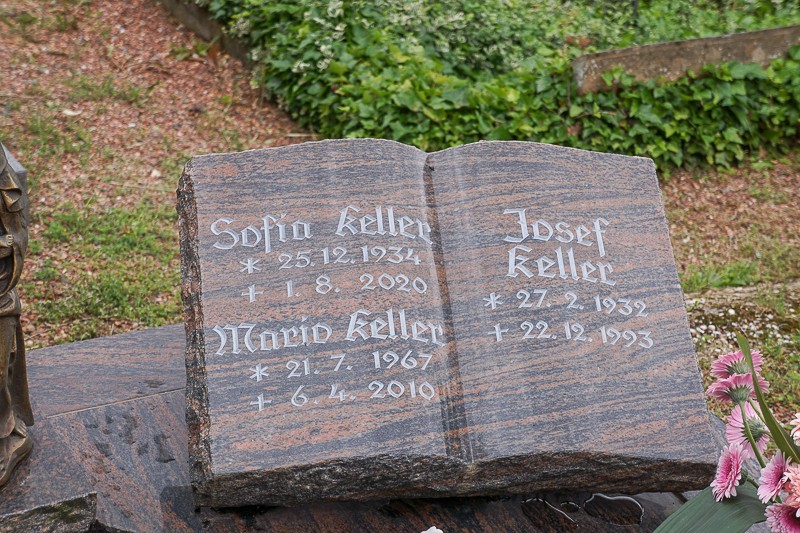 Sofia Keller
* 25.12.1934
+ 1. 8. 2020
Mario Keller
* 21. 7. 1967
+ 6. 4. 2010
Josef
Keller
* 27. 2. 1932
+ 22. 12. 1993